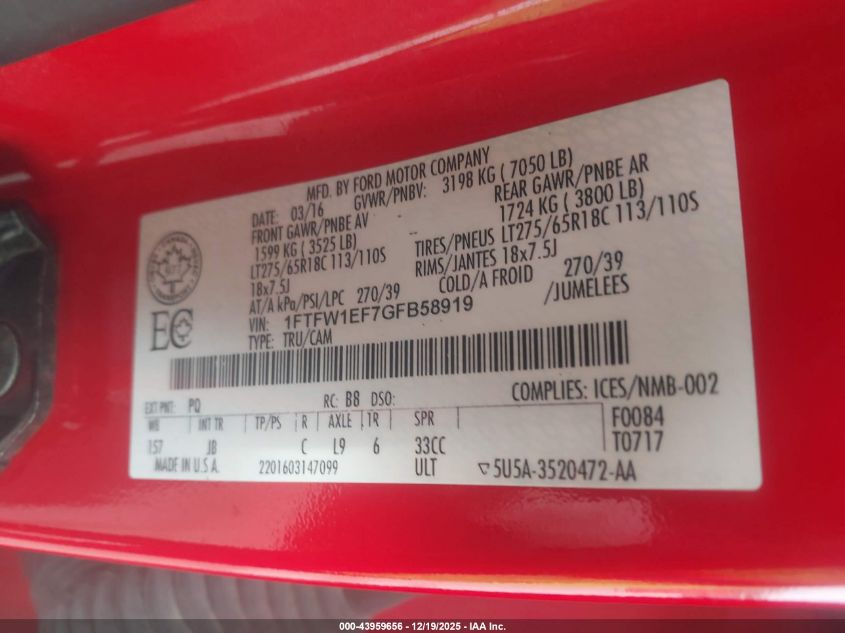 MFD. BY FORD MOTOR COMPANY
DATE: 03/16 GVWR/PNBV: 3198 KG ( 7050 LB)
FRONT GAWR/PNBE AV REAR GAWR/PNBE AR
1599 KG ( 3525 LB) 1724 KG ( 3800 LB)
LT275/65R18C 113/110S TIRES/PNEUS LT275/65R18C 113/110S
18x7.5J RIMS/JANTES 18x7.5J
AT/A kPa/PSI/LPC 270/39 COLD/A FROID 270/39
VIN: 1FTFW1EF7GFB58919 /JUMELEES
TYPE: TRU/CAM
EC
COMPLIES: ICES/NMB-002
EXT PNT: PQ RC: B8 DSO:
WB INT TR TP/PS R AXLE TR SPR F0084
157 JB C L9 6 33CC T0717
MADE IN U.S.A. 2201603147099 ULT 5U5A-3520472-AA
000-43959656 - 12/19/2025 - IAA Inc.